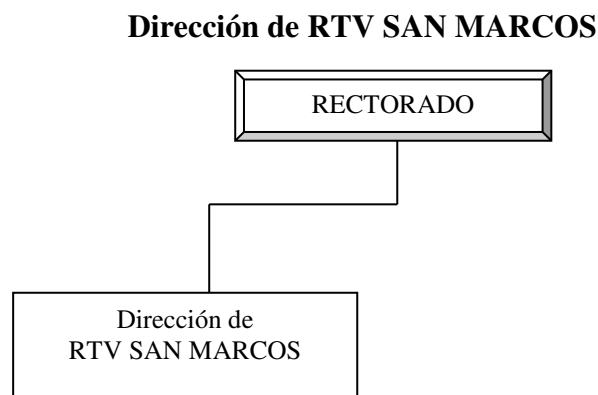 Dirección de RTV SAN MARCOS
RECTORADO
Dirección de
RTV SAN MARCOS